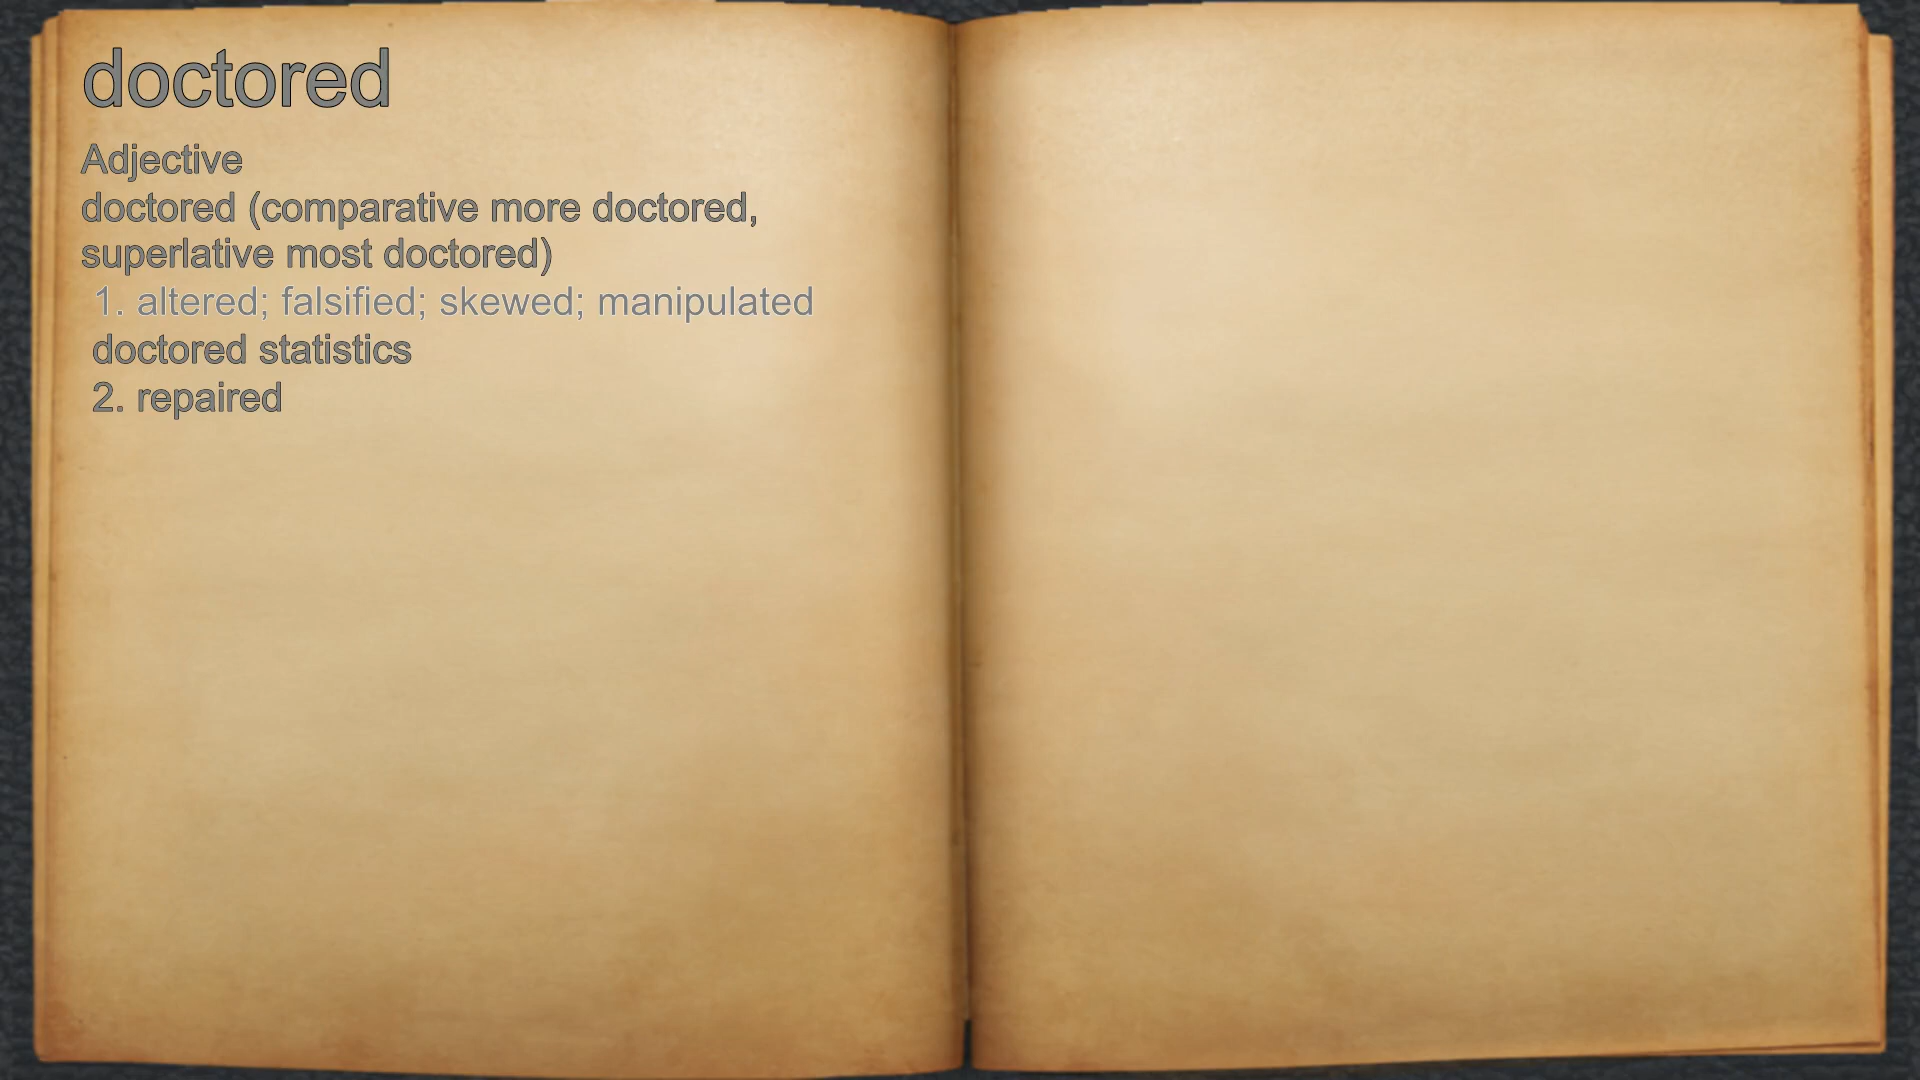 doctored
Adjective
doctored (comparative more doctored,
superlative most doctored)
1. altered; falsified; skewed; manipulated
doctored statistics
2. repaired